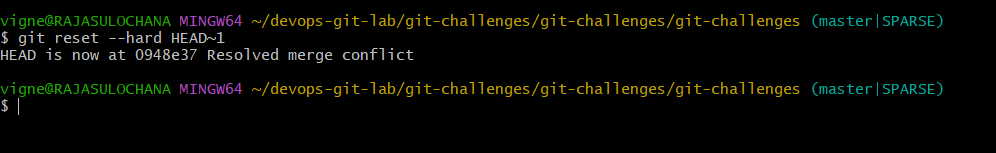 vigne@RAJASULOCHANA MINGW64 ~/devops-git-lab/git-challenges/git-challenges/git-challenges (master|SPARSE)
$ git reset --hard HEAD~1
HEAD is now at 0948e37 Resolved merge conflict
vigne@RAJASULOCHANA MINGW64 ~/devops-git-lab/git-challenges/git-challenges/git-challenges (master|SPARSE)
$